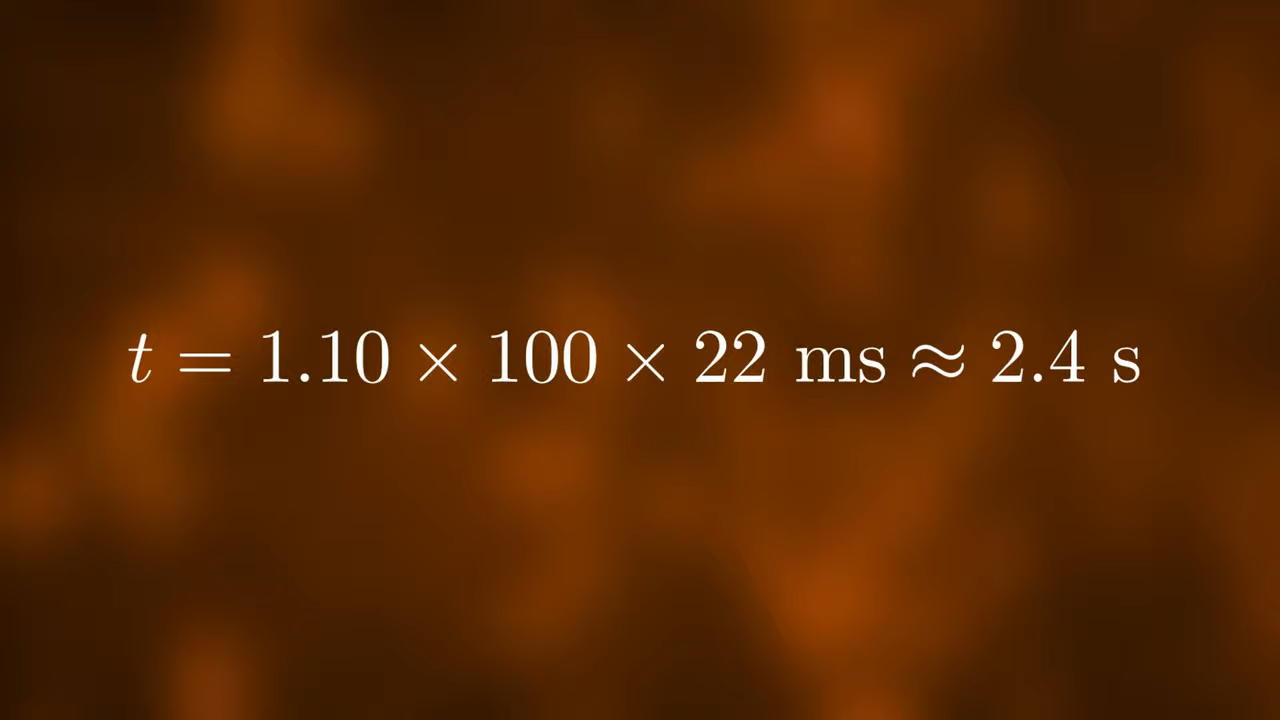 t = 1.10 × 100 × 22 ms ≈ 2.4 s